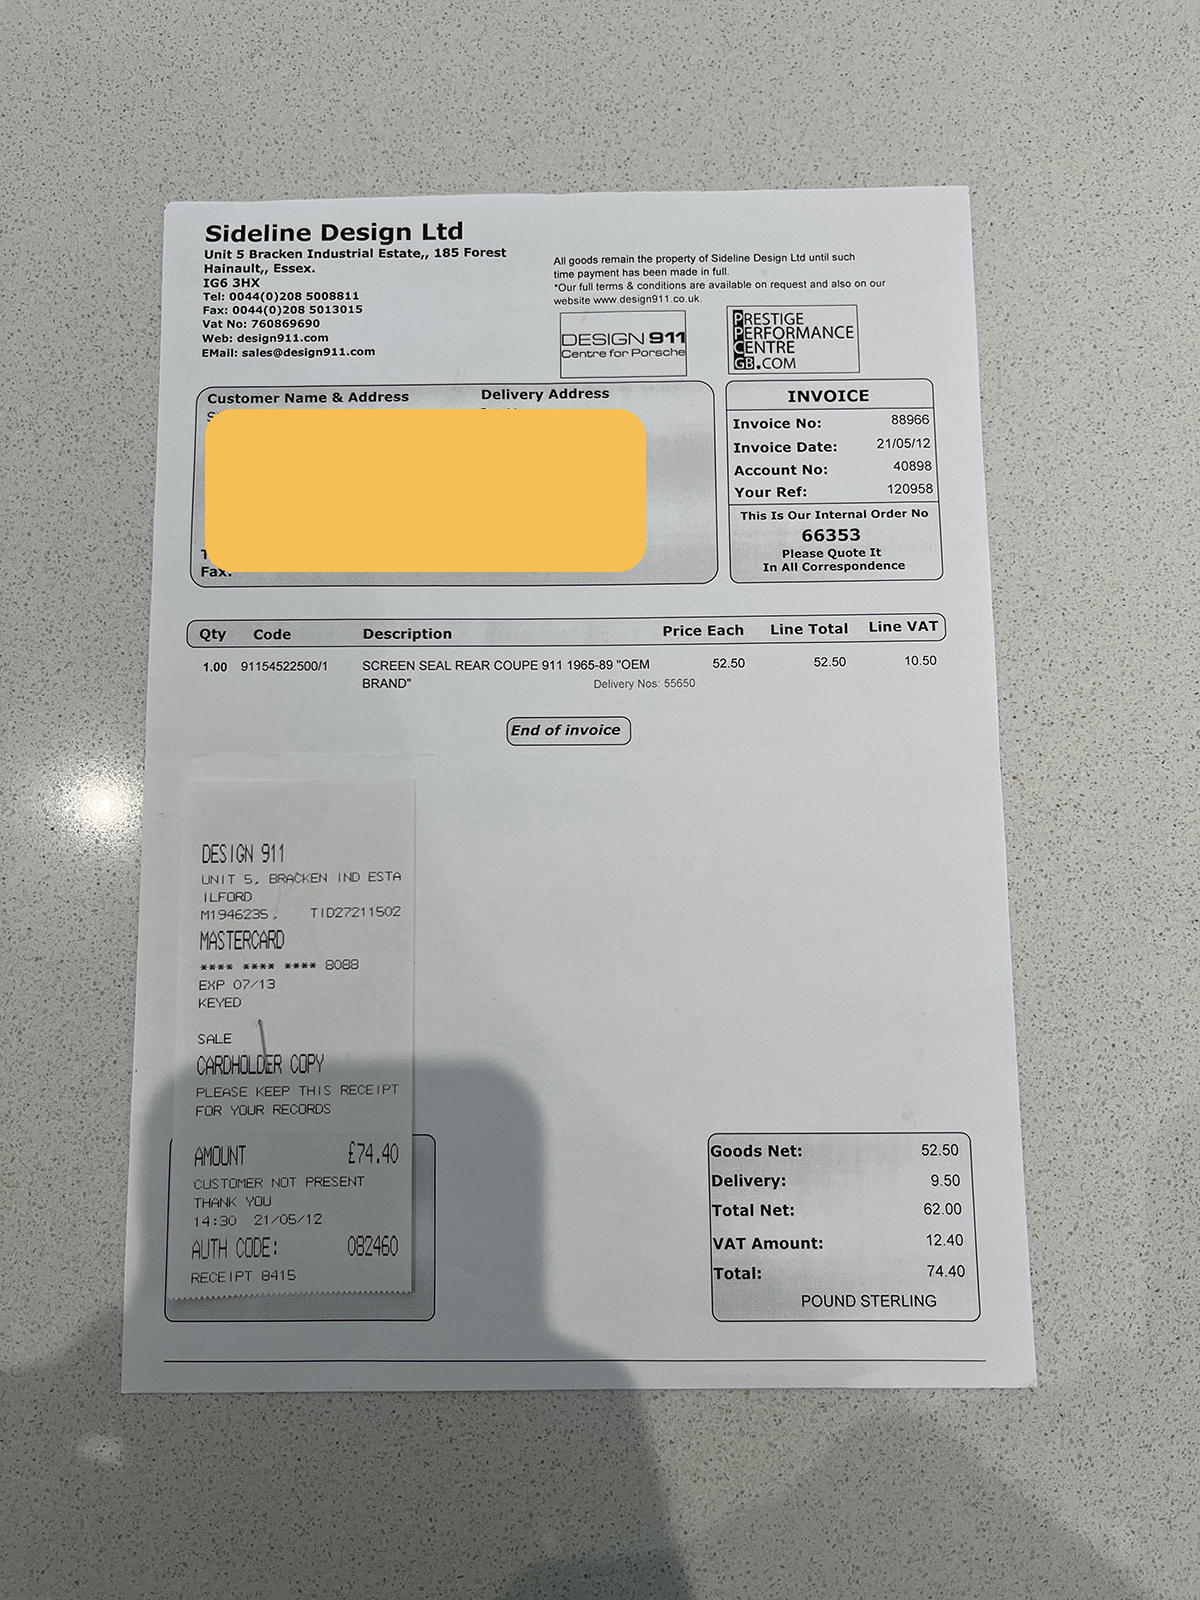 Sideline Design Ltd
Unit 5 Bracken Industrial Estate,, 185 Forest
Hainault,, Essex.
IG6 3HX
Tel: 0044(0)208 5008811
Fax: 0044(0)208 5013015
Vat No: 760869690
Web: design911.com
EMail: sales@design911.com
All goods remain the property of Sideline Design Ltd until such
time payment has been made in full.
*Our full terms & conditions are available on request and also on our
website www.design911.co.uk.
DESIGN 911
Centre for Porsche
PRESTIGE
PERFORMANCE
CENTRE
GB.COM
Customer Name & Address Delivery Address
Fax:
INVOICE
Invoice No: 88966
Invoice Date: 21/05/12
Account No: 40898
Your Ref: 120958
This Is Our Internal Order No
66353
Please Quote It
In All Correspondence
Qty Code Description Price Each Line Total Line VAT
1.00 91154522500/1 SCREEN SEAL REAR COUPE 911 1965-89 "OEM 52.50 52.50 10.50
BRAND" Delivery Nos: 55650
End of invoice
DESIGN 911
UNIT 5, BRACKEN IND ESTA
ILFORD
M1946235. TID27211502
MASTERCARD
**** **** **** 8088
EXP 07/13
KEYED
SALE
CARDHOLDER COPY
PLEASE KEEP THIS RECEIPT
FOR YOUR RECORDS
AMOUNT £74.40
CUSTOMER NOT PRESENT
THANK YOU
14:30 21/05/12
AUTH CODE: 082460
RECEIPT 8415
Goods Net: 52.50
Delivery: 9.50
Total Net: 62.00
VAT Amount: 12.40
Total: 74.40
POUND STERLING